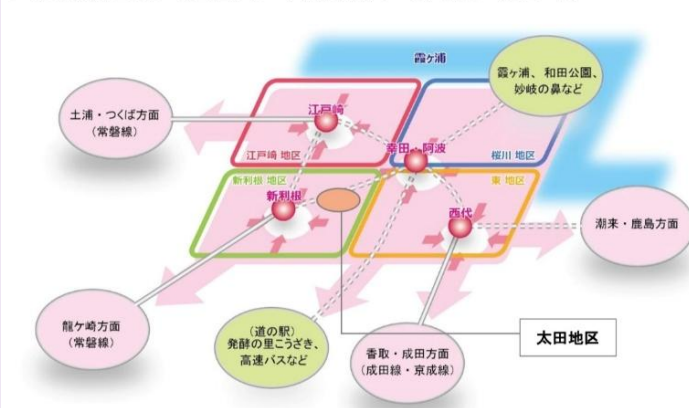 霞ヶ浦
霞ヶ浦、和田公園、
妙岐の鼻など
土浦・つくば方面
（常磐線）
江戸崎
幸田・阿波
江戸崎 地区
桜川 地区
新利根 地区
東 地区
新利根
西代
潮来・鹿島方面
龍ケ崎方面
（常磐線）
（道の駅）
発酵の里こうざき、
高速バスなど
香取・成田方面
（成田線・京成線）
太田地区